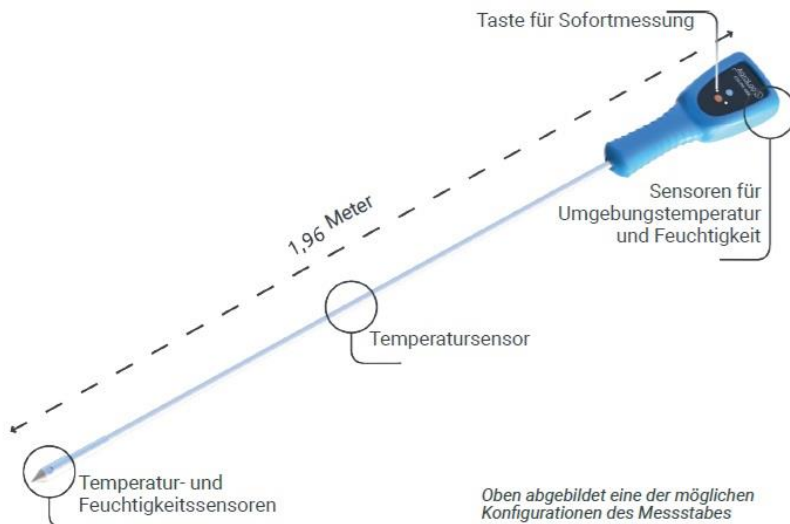 Taste für Sofortmessung
1,96 Meter
Sensoren für
Umgebungstemperatur
und Feuchtigkeit
Temperatursensor
Temperatur- und
Feuchtigkeitssensoren
Oben abgebildet eine der möglichen
Konfigurationen des Messstabes